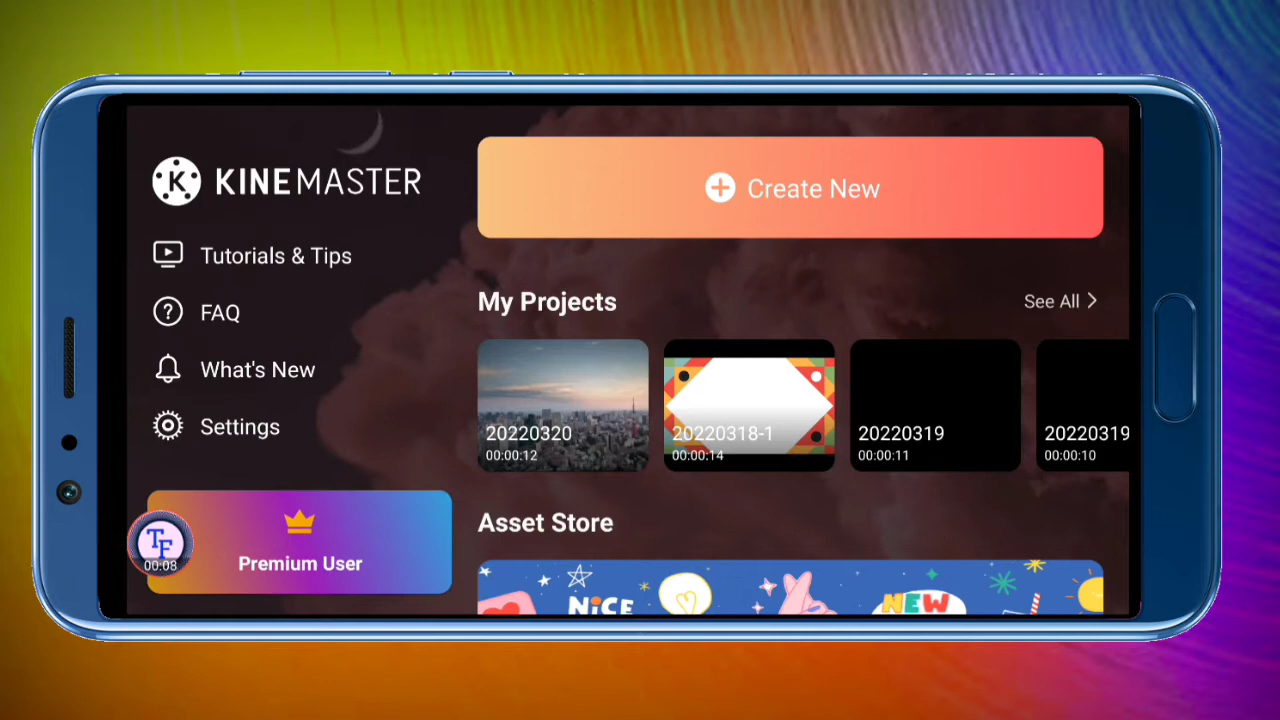 KINEMASTER
Tutorials & Tips
FAQ
What's New
Settings
TF
00:08
Premium User
Create New
My Projects
See All
20220320
00:00:12
20220318-1
00:00:14
20220319
00:00:11
20220319
00:00:10
Asset Store
NiCE
NEW